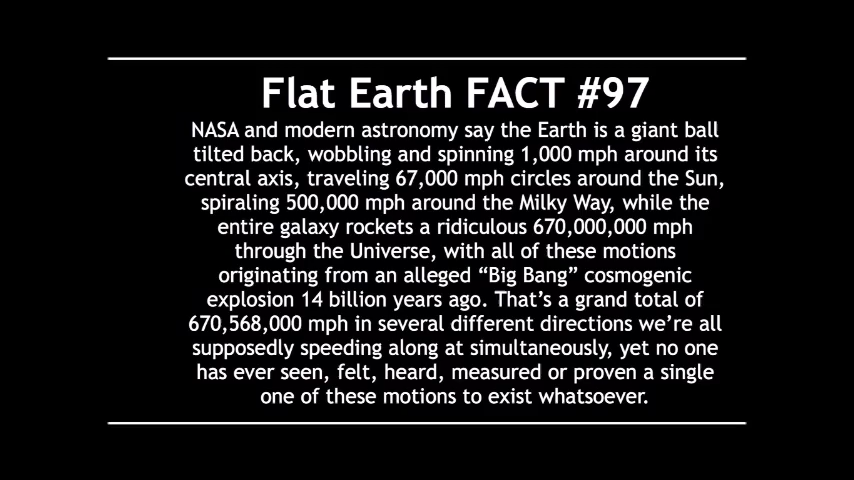 Flat Earth FACT #97
NASA and modern astronomy say the Earth is a giant ball
tilted back, wobbling and spinning 1,000 mph around its
central axis, traveling 67,000 mph circles around the Sun,
spiraling 500,000 mph around the Milky Way, while the
entire galaxy rockets a ridiculous 670,000,000 mph
through the Universe, with all of these motions
originating from an alleged “Big Bang” cosmogenic
explosion 14 billion years ago. That’s a grand total of
670,568,000 mph in several different directions we’re all
supposedly speeding along at simultaneously, yet no one
has ever seen, felt, heard, measured or proven a single
one of these motions to exist whatsoever.